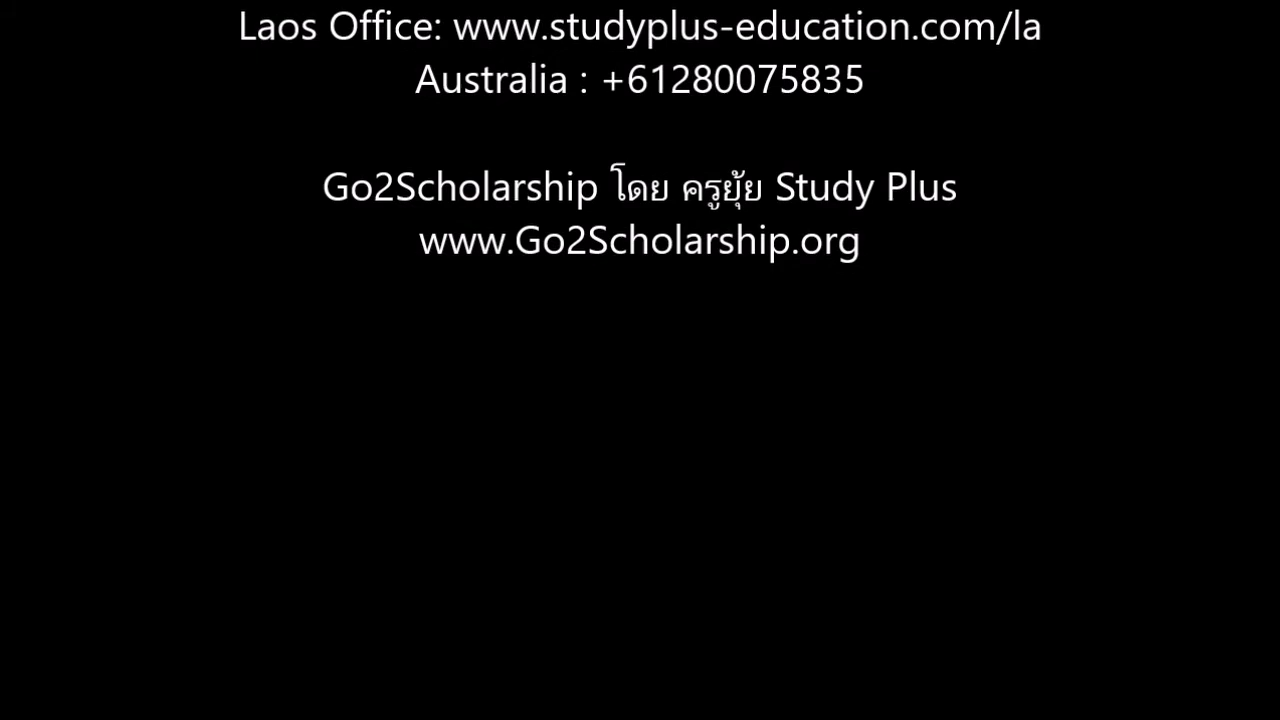 Laos Office: www.studyplus-education.com/la
Australia : +61280075835
Go2Scholarship โดย ครูยุ้ย Study Plus
www.Go2Scholarship.org